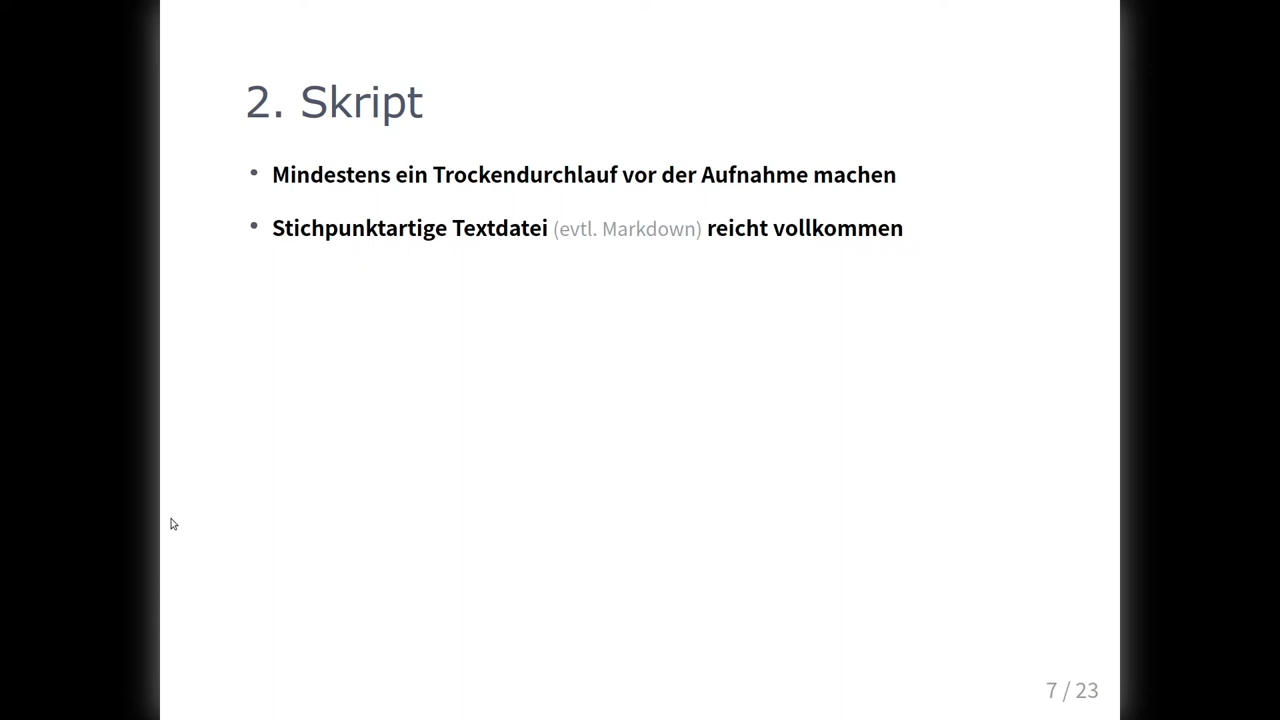 2. Skript
• Mindestens ein Trockendurchlauf vor der Aufnahme machen
• Stichpunktartige Textdatei (evtl. Markdown) reicht vollkommen
7 / 23